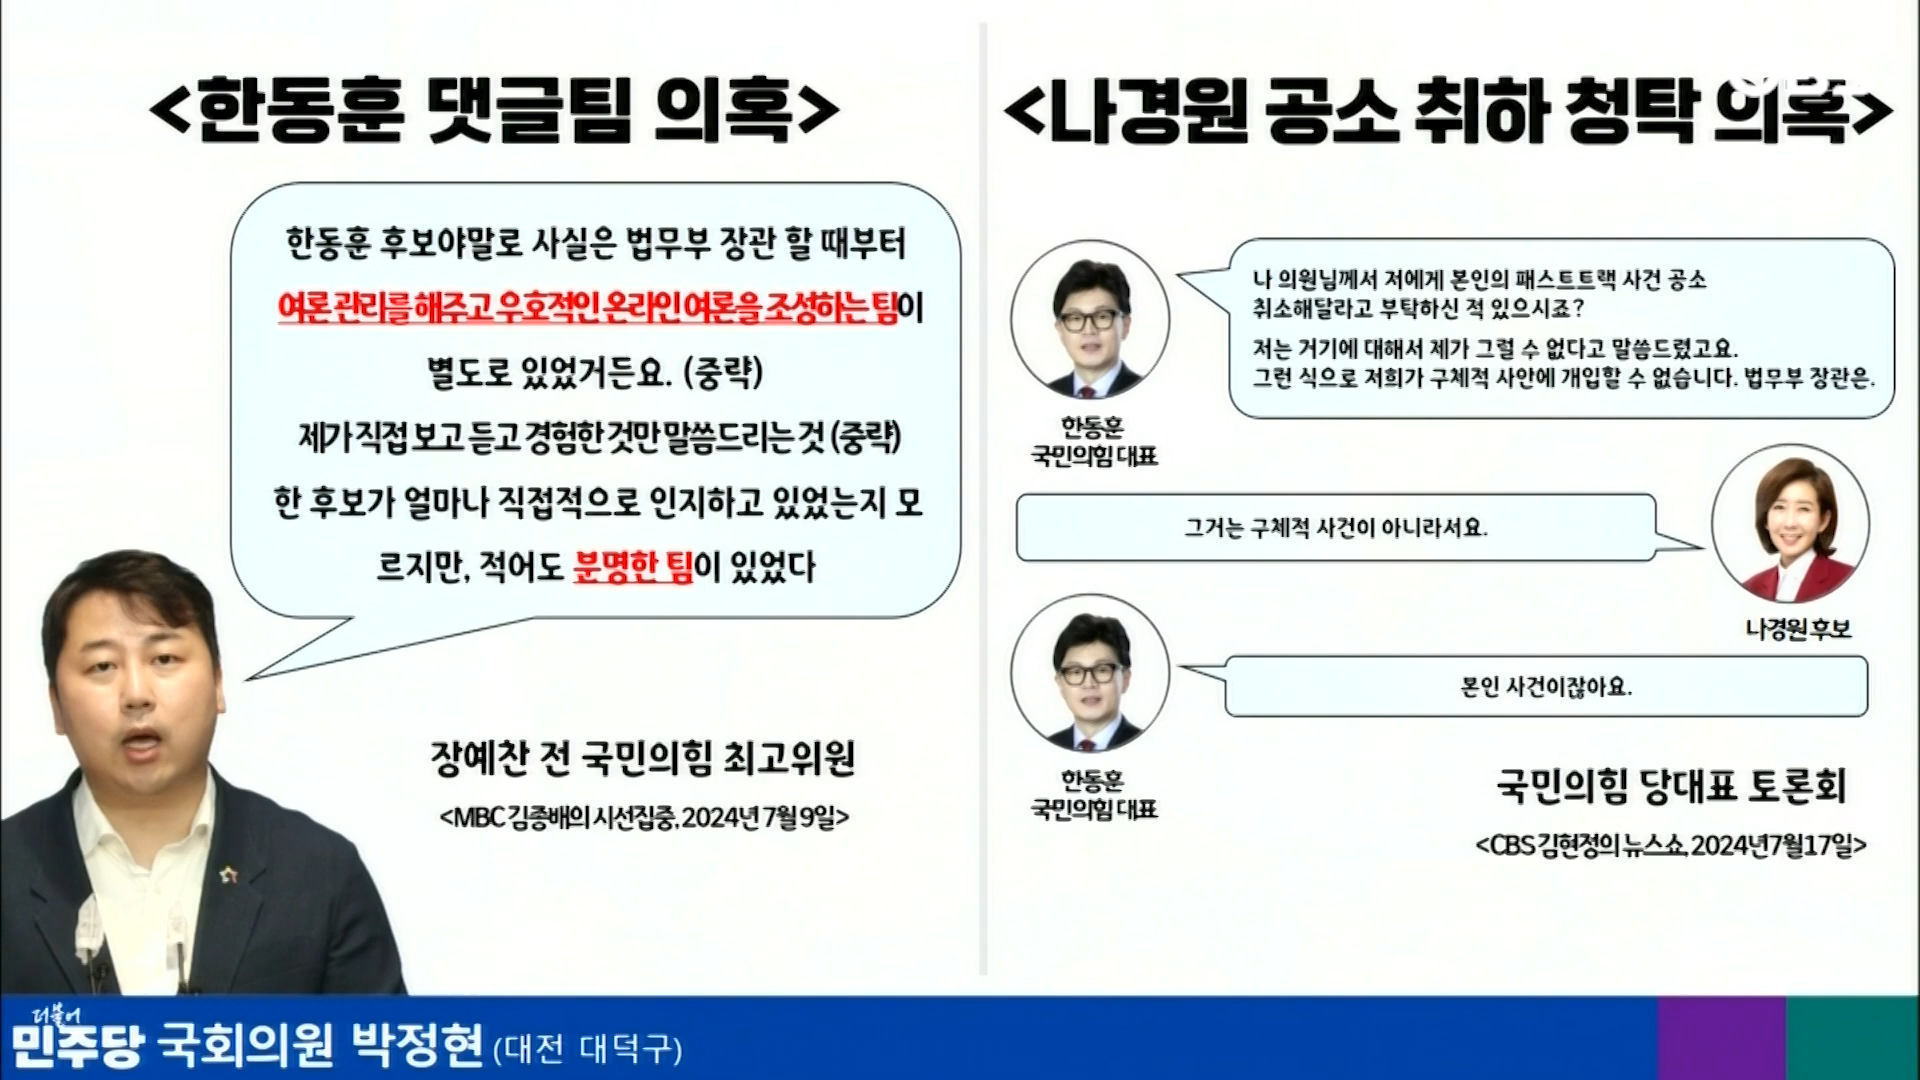 <한동훈 댓글팀 의혹>
한동훈 후보야말로 사실은 법무부 장관 할 때부터
여론 관리를 해주고 우호적인 온라인 여론을 조성하는 팀이
별도로 있었거든요. (중략)
제가 직접 보고 듣고 경험한 것만 말씀드리는 것 (중략)
한 후보가 얼마나 직접적으로 인지하고 있었는지 모
르지만, 적어도 분명한 팀이 있었다
장예찬 전 국민의힘 최고위원
<MBC 김종배의 시선집중, 2024년 7월 9일>
<나경원 공소 취하 청탁 의혹>
나 의원님께서 저에게 본인의 패스트트랙 사건 공소
취소해달라고 부탁하신 적 있으시죠?
저는 거기에 대해서 제가 그럴 수 없다고 말씀드렸고요.
그런 식으로 저희가 구체적 사안에 개입할 수 없습니다. 법무부 장관은.
한동훈
국민의힘 대표
그거는 구체적 사건이 아니라서요.
나경원 후보
본인 사건이잖아요.
한동훈
국민의힘 대표
국민의힘 당대표 토론회
<CBS 김현정의 뉴스쇼, 2024년7월17일>
더불어
민주당 국회의원 박정현 (대전 대덕구)